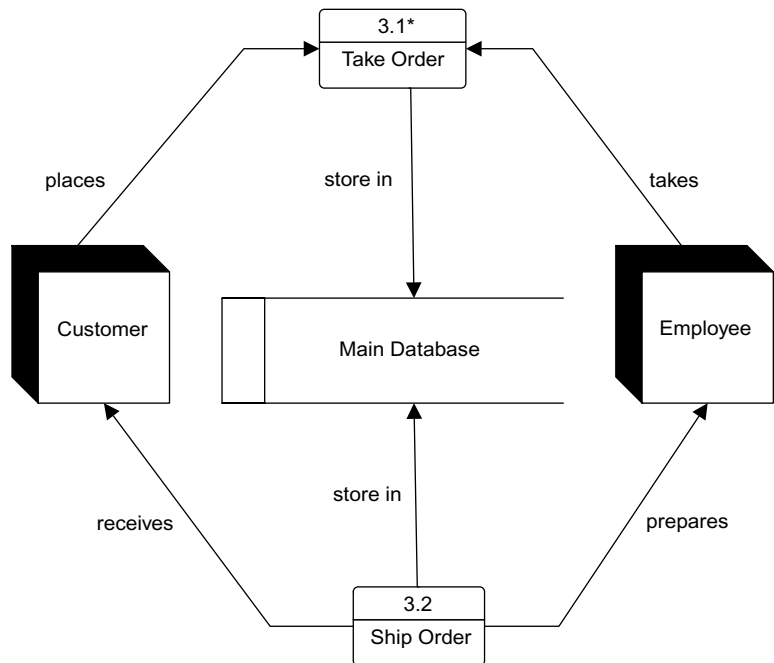 3.1*
Take Order
places
store in
takes
Customer
Main Database
Employee
store in
receives
prepares
3.2
Ship Order